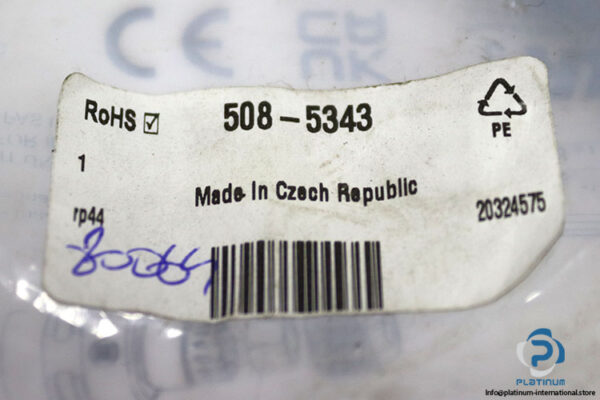 RoHS
508-5343
PE
1
Made In Czech Republic
rp44
20324575
PLATINUM
Info@platinum-international.store